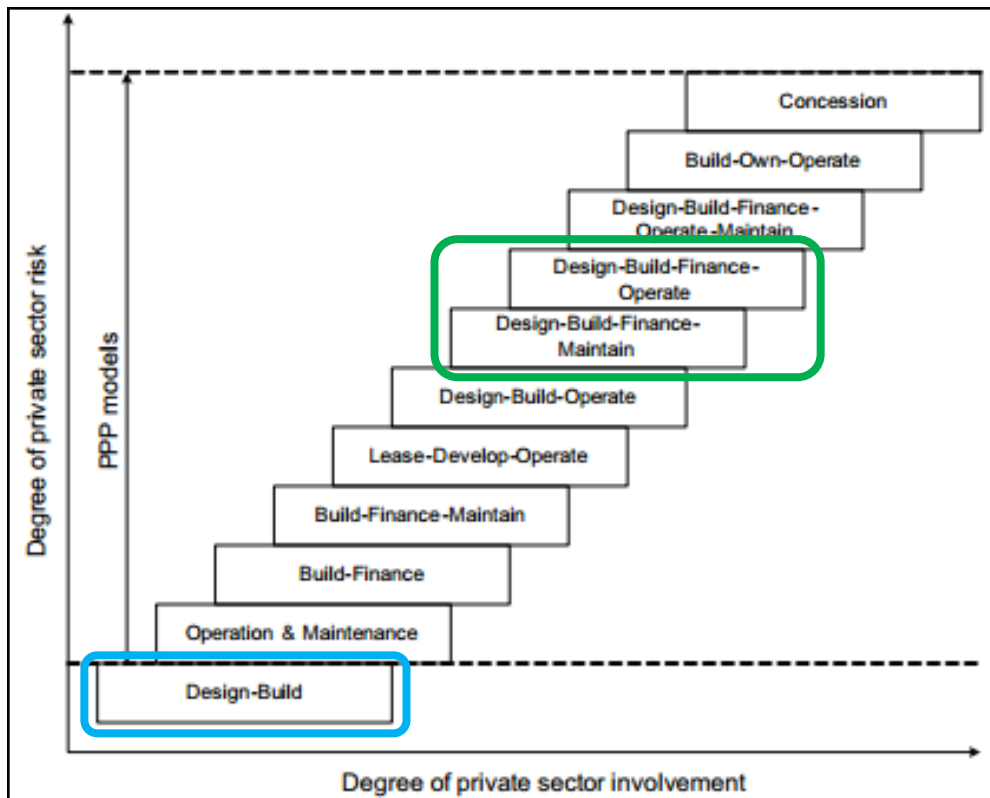 Concession
Build-Own-Operate
Design-Build-Finance-
Operate-Maintain
Design-Build-Finance-
Operate
Design-Build-Finance-
Maintain
Design-Build-Operate
Lease-Develop-Operate
Build-Finance-Maintain
Build-Finance
Operation & Maintenance
Design-Build
PPP models
Degree of private sector risk
Degree of private sector involvement